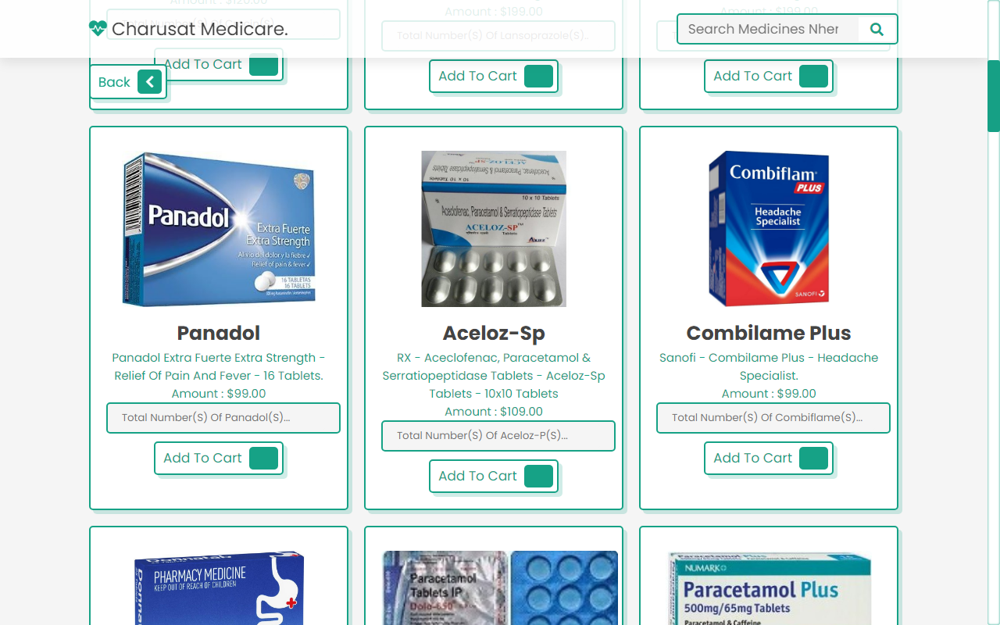 Amount : $199.00
Amount : $199.00
Charusat Medicare.
Total Number(S) Of Lansoprazole(S)..
Search Medicines Nher
Add To Cart
Add To Cart
Add To Cart
Back
Panadol
Extra Fuerte
Extra Strength
Alivio del dolor y la fiebre ✓
Relief of pain & fever ✓
16 TABLETAS
16 TABLETS
10 x 10 Tablets
Aceclofenac, Paracetamol & Serratiopeptidase Tablets
ACELOZ-SP™
Tablets
Combiflam
PLUS
Headache
Specialist
SANOFI
Panadol
Panadol Extra Fuerte Extra Strength -
Relief Of Pain And Fever - 16 Tablets.
Amount : $99.00
Total Number(S) Of Panadol(S)...
Add To Cart
Aceloz-Sp
RX - Aceclofenac, Paracetamol &
Serratiopeptidase Tablets - Aceloz-Sp
Tablets - 10x10 Tablets
Amount : $109.00
Total Number(S) Of Aceloz-P(S)...
Add To Cart
Combilame Plus
Sanofi - Combilame Plus - Headache
Specialist.
Amount : $99.00
Total Number(S) Of Combiflame(S)...
Add To Cart
PHARMACY MEDICINE
KEEP OUT OF REACH OF CHILDREN
Paracetamol
Tablets IP
Dolo-650
NUMARK
Paracetamol Plus
500mg/65mg Tablets
Paracetamol & Caffeine